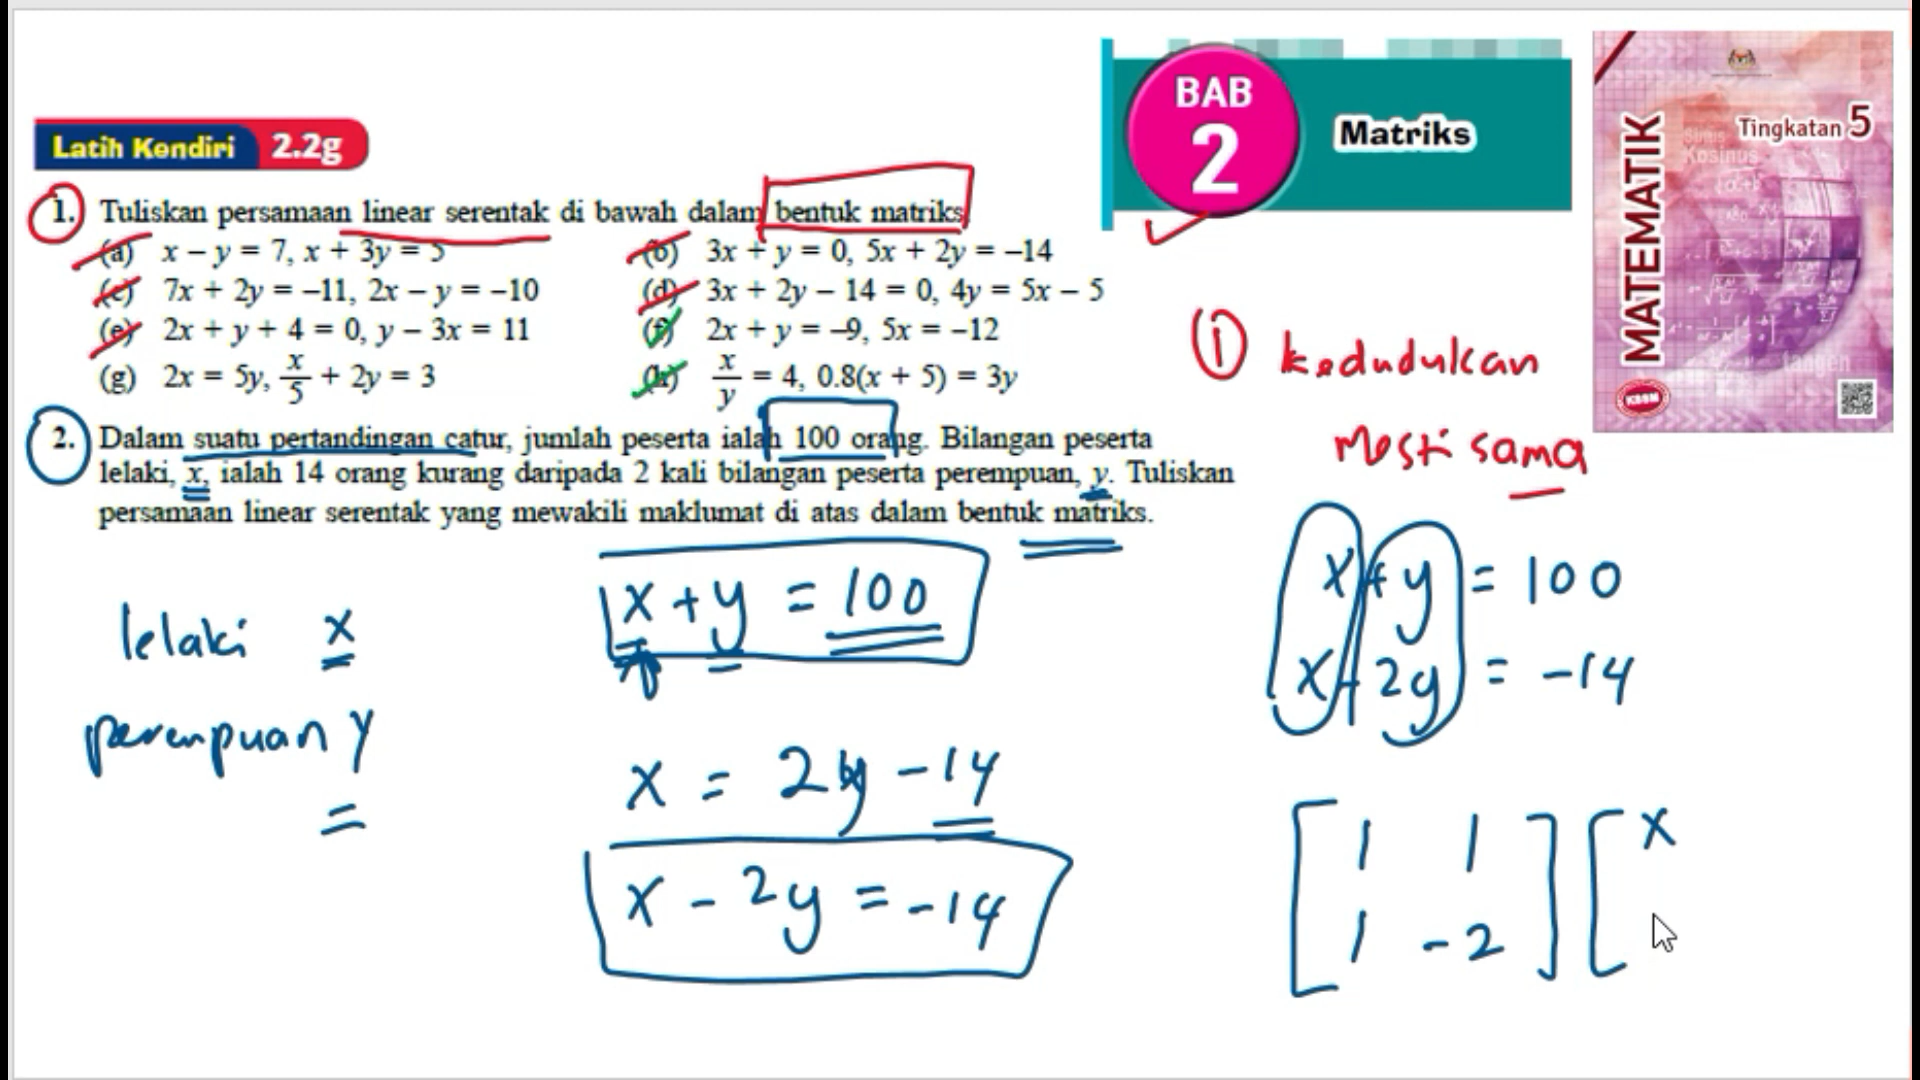 BAB
2
Matriks
MATEMATIK
Tingkatan 5
Sinus
Kosinus
tangen
KBSM
Latih Kendiri 2.2g
1. Tuliskan persamaan linear serentak di bawah dalam bentuk matriks
(a) x – y = 7, x + 3y = 5
(b) 3x + y = 0, 5x + 2y = –14
(c) 7x + 2y = –11, 2x – y = –10
(d) 3x + 2y – 14 = 0, 4y = 5x – 5
(e) 2x + y + 4 = 0, y – 3x = 11
(f) 2x + y = –9, 5x = –12
(g) 2x = 5y, x/5 + 2y = 3
(h) x/y = 4, 0.8(x + 5) = 3y
2. Dalam suatu pertandingan catur, jumlah peserta ialah 100 orang. Bilangan peserta
lelaki, x, ialah 14 orang kurang daripada 2 kali bilangan peserta perempuan, y. Tuliskan
persamaan linear serentak yang mewakili maklumat di atas dalam bentuk matriks.
① kedudukan
mesti sama
lelaki x
perempuan y
x + y = 100
x = 2y – 14
x – 2y = –14
x + y = 100
x 2y = –14
[ 1 1 ] [ x
1 –2